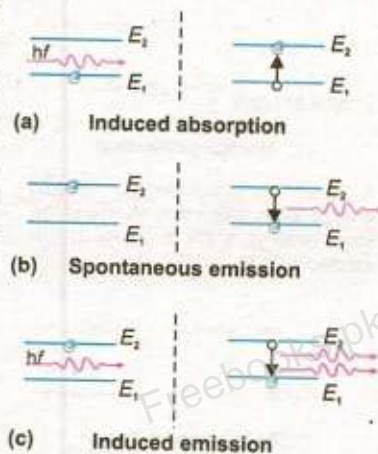 E₂
E₂
hf
E₁
E₁
(a) Induced absorption
E₂
E₂
E₁
E₁
(b) Spontaneous emission
E₂
E₂
hf
E₁
E₁
(c) Induced emission